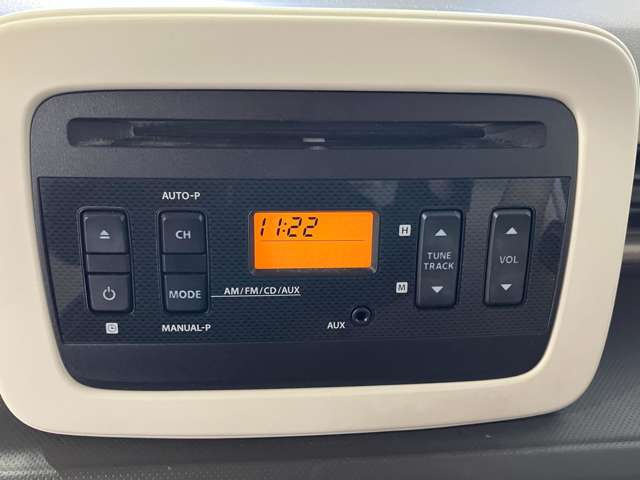 AUTO-P
CH
11:22
H
TUNE
TRACK
VOL
MODE
AM/FM/CD/AUX
M
MANUAL-P
AUX